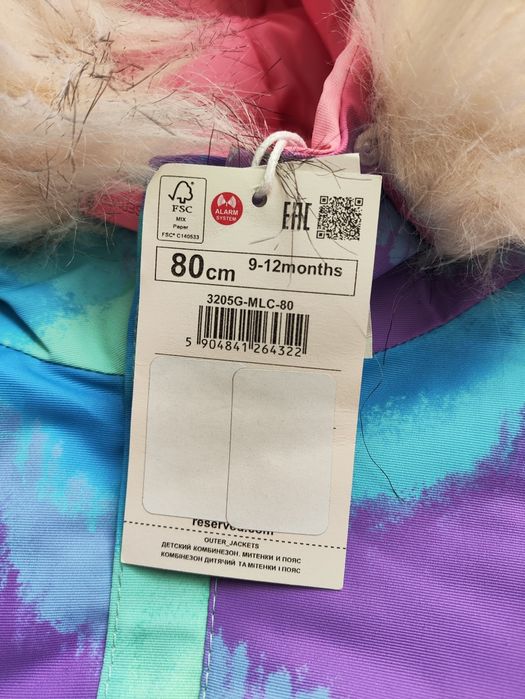 FSC
MIX
Paper
FSC® C140533
ALARM
SYSTEM
EAC
80cm 9-12months
3205G-MLC-80
5 904841 264322
reserved.com
OUTER_JACKETS
ДЕТСКИЙ КОМБИНЕЗОН. МИТЕНКИ И ПОЯС
КОМБІНЕЗОН ДИТЯЧИЙ ТА МІТЕНКИ І ПОЯС